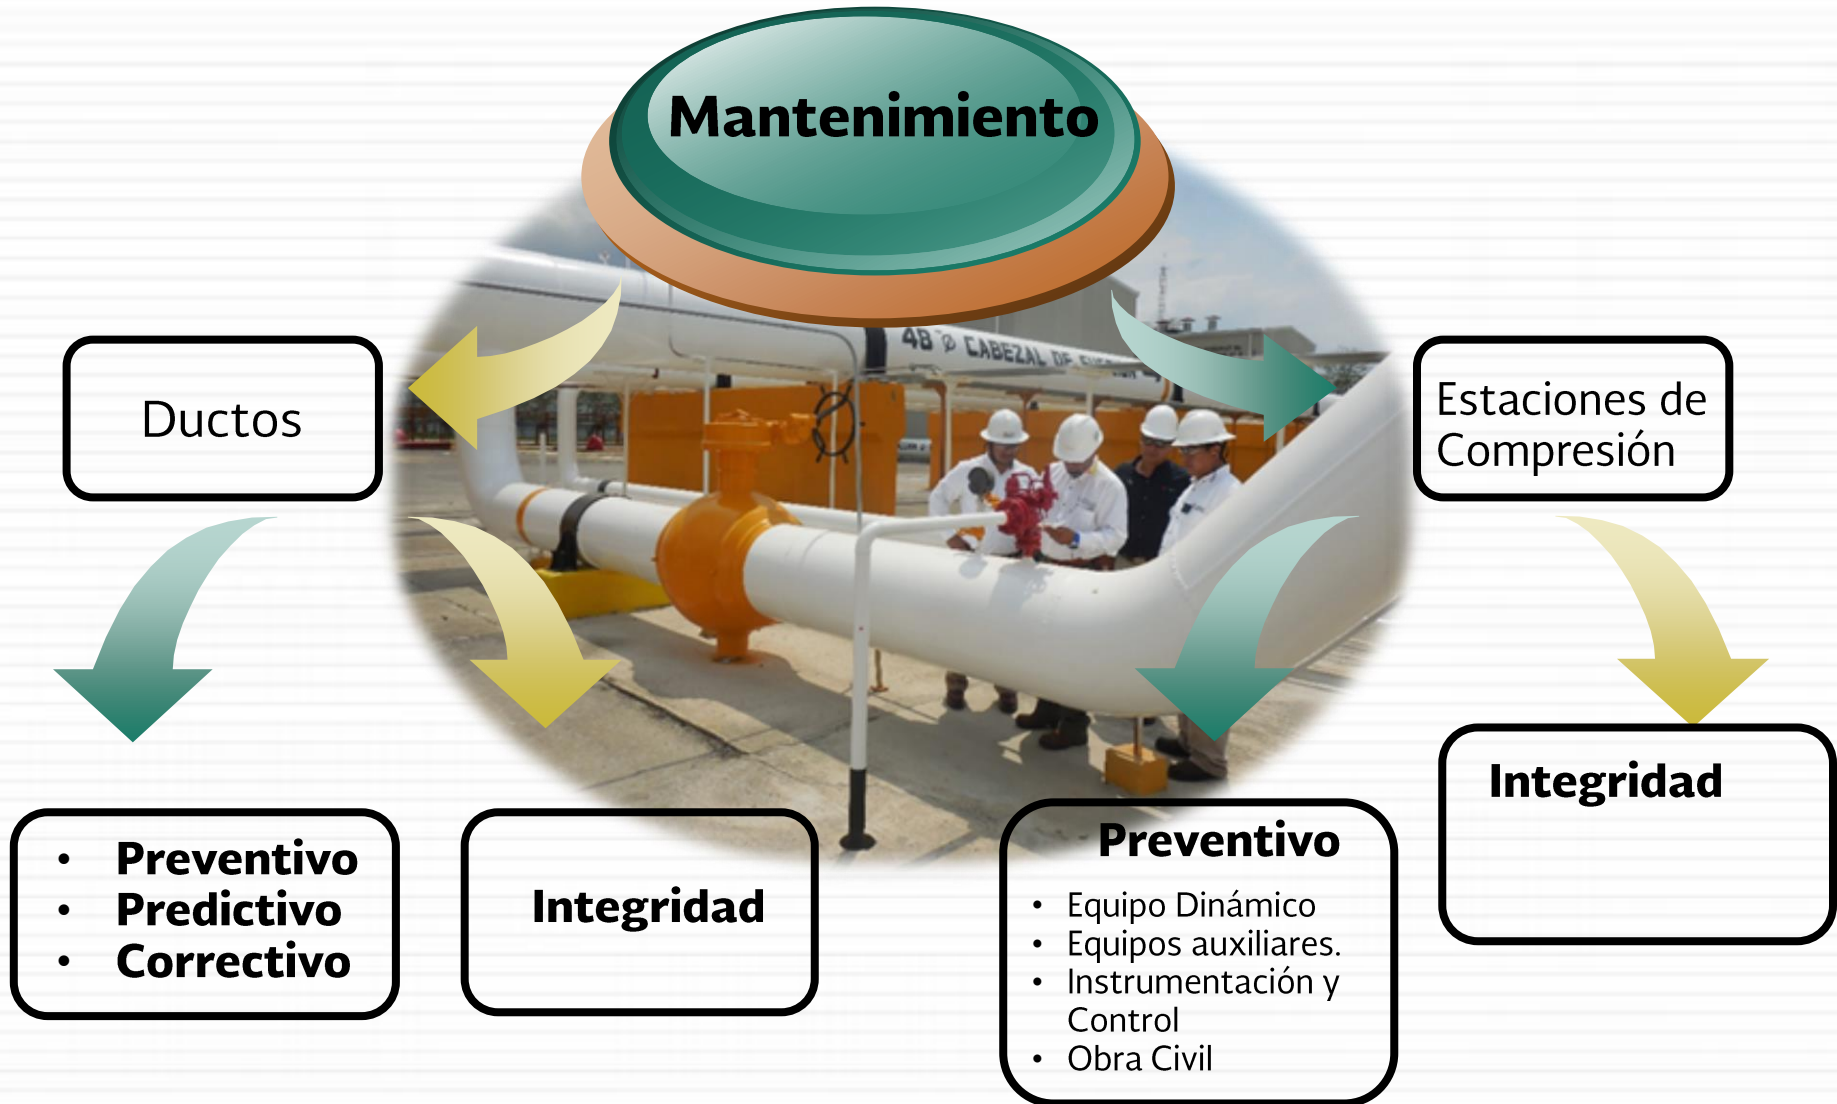 Mantenimiento
48 Ø CABEZAL DE
Ductos
Estaciones de
Compresión
• Preventivo
• Predictivo
• Correctivo
Integridad
Preventivo
• Equipo Dinámico
• Equipos auxiliares.
• Instrumentación y
Control
• Obra Civil
Integridad